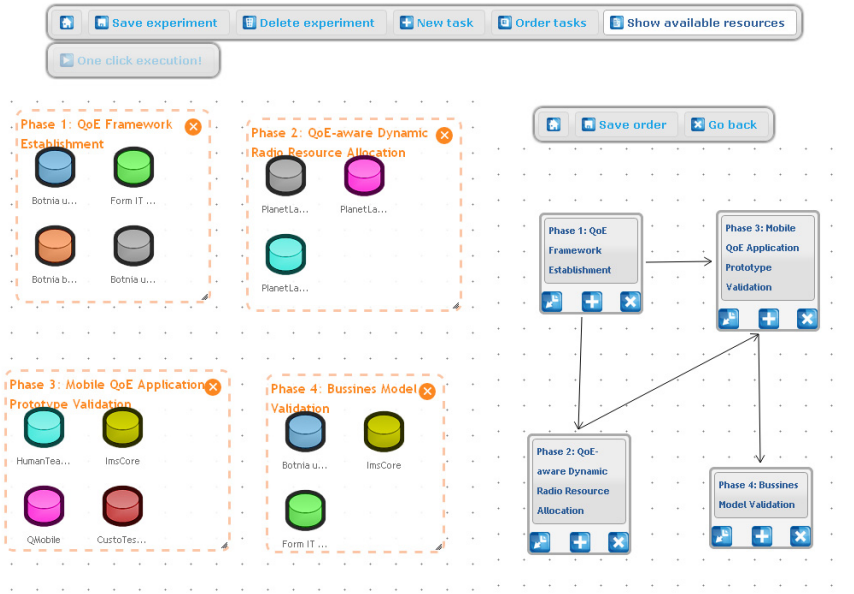 Save experiment
Delete experiment
New task
Order tasks
Show available resources
One click execution!
Phase 1: QoE Framework
Establishment
Botnia u...
Form IT ...
Botnia b...
Botnia u...
Phase 2: QoE-aware Dynamic
Radio Resource Allocation
PlanetLa...
PlanetLa...
PlanetLa...
Phase 3: Mobile QoE Application
Prototype Validation
HumanTea...
ImsCore
QMobile
CustoTes...
Phase 4: Bussines Model
Validation
Botnia u...
ImsCore
Form IT ...
Save order
Go back
Phase 1: QoE
Framework
Establishment
Phase 3: Mobile
QoE Application
Prototype
Validation
Phase 2: QoE-
aware Dynamic
Radio Resource
Allocation
Phase 4: Bussines
Model Validation